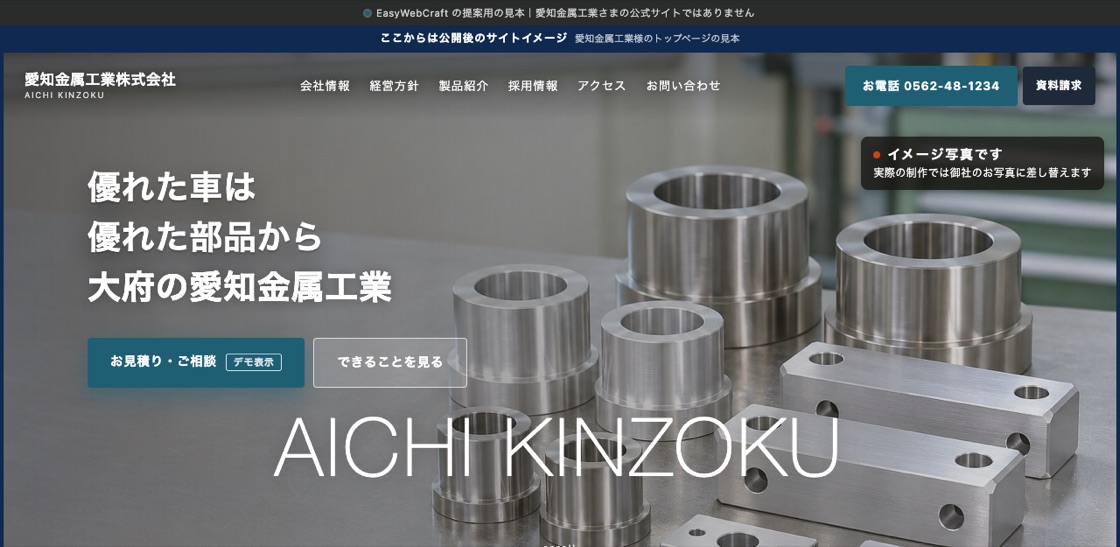 EasyWebCraft の提案用の見本｜愛知金属工業さまの公式サイトではありません
ここからは公開後のサイトイメージ 愛知金属工業様のトップページの見本
愛知金属工業株式会社
AICHI KINZOKU
会社情報 経営方針 製品紹介 採用情報 アクセス お問い合わせ
お電話 0562-48-1234
資料請求
イメージ写真です
実際の制作では御社のお写真に差し替えます
優れた車は
優れた部品から
大府の愛知金属工業
お見積り・ご相談 デモ表示
できることを見る
AICHI KINZOKU